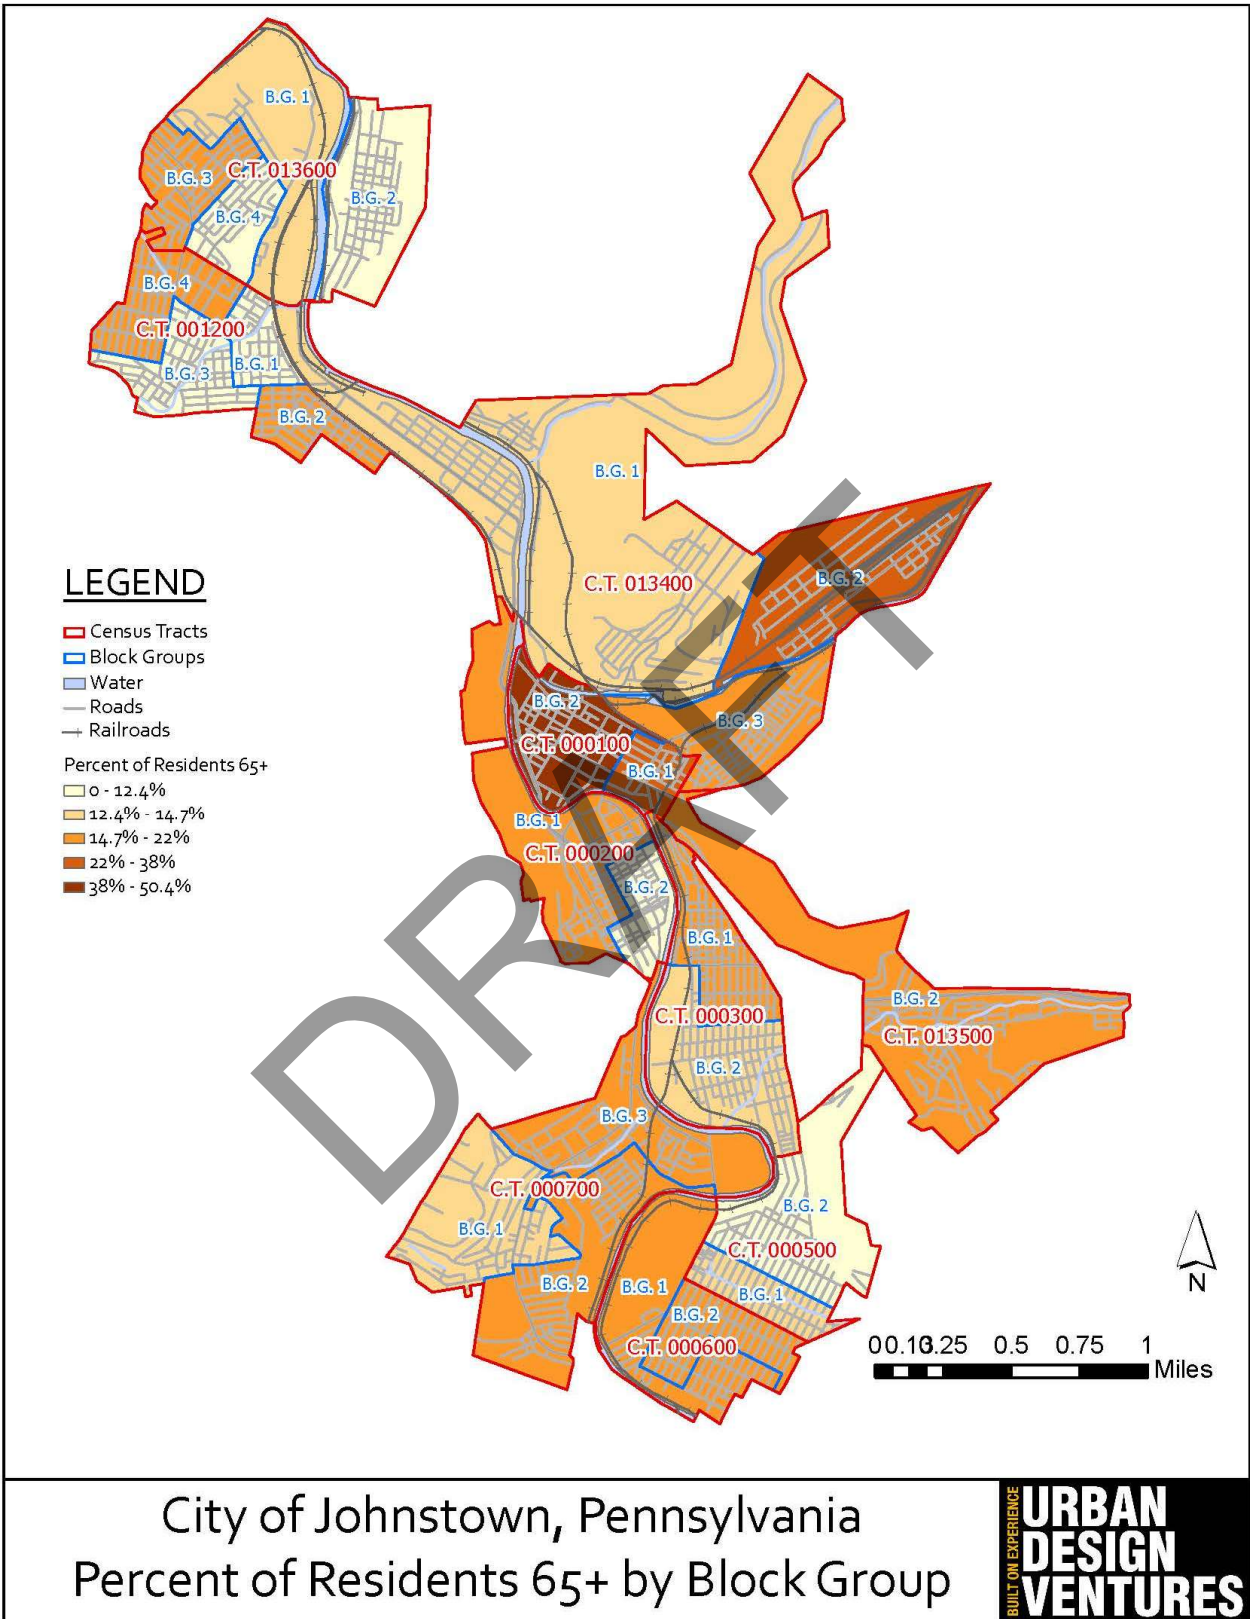 B.G. 1
C.T. 013600
B.G. 3
B.G. 2
B.G. 4
B.G. 4
C.T. 001200
B.G. 1
B.G. 3
B.G. 2
B.G. 1
C.T. 013400
B.G. 2
LEGEND
Census Tracts
Block Groups
Water
Roads
Railroads
Percent of Residents 65+
0 - 12.4%
12.4% - 14.7%
14.7% - 22%
22% - 38%
38% - 50.4%
B.G. 2
B.G. 3
C.T. 000100
B.G. 1
B.G. 1
C.T. 000200
B.G. 2
B.G. 1
B.G. 2
C.T. 000300
C.T. 013500
B.G. 2
B.G. 3
C.T. 000700
B.G. 1
B.G. 2
B.G. 2
C.T. 000500
B.G. 1
B.G. 1
B.G. 2
C.T. 000600
DRAFT
N
0 0.13 0.25 0.5 0.75 1
Miles
City of Johnstown, Pennsylvania
Percent of Residents 65+ by Block Group
BUILT ON EXPERIENCE
URBAN
DESIGN
VENTURES